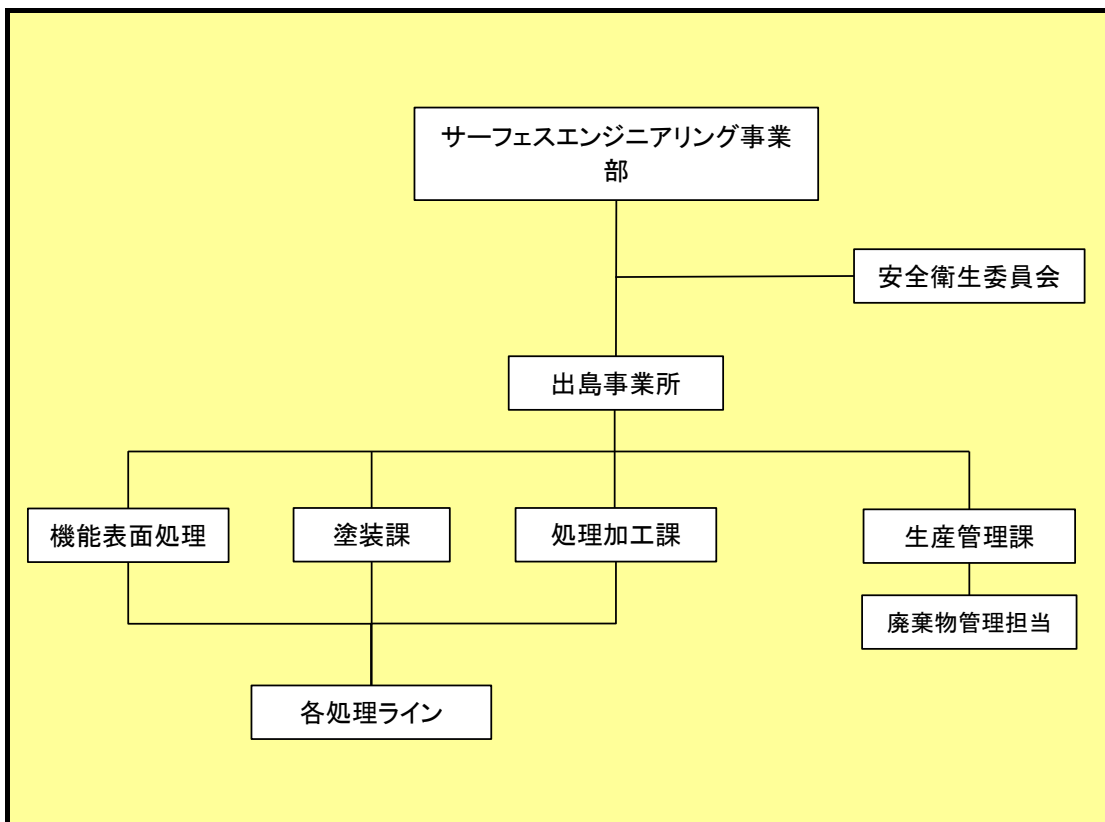 サーフェスエンジニアリング事業
部
安全衛生委員会
出島事業所
機能表面処理
塗装課
処理加工課
生産管理課
廃棄物管理担当
各処理ライン